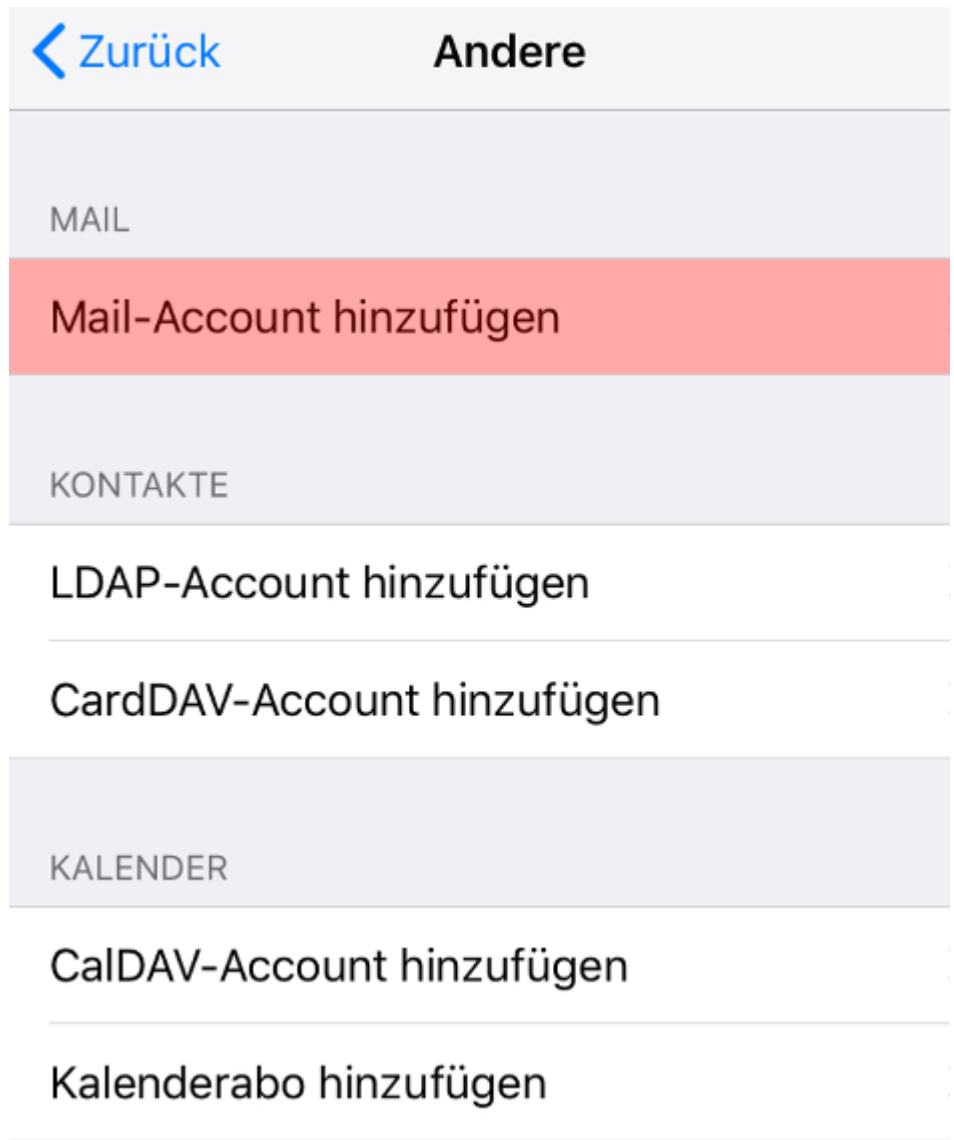 Zurück Andere
MAIL
Mail-Account hinzufügen
KONTAKTE
LDAP-Account hinzufügen
CardDAV-Account hinzufügen
KALENDER
CalDAV-Account hinzufügen
Kalenderabo hinzufügen